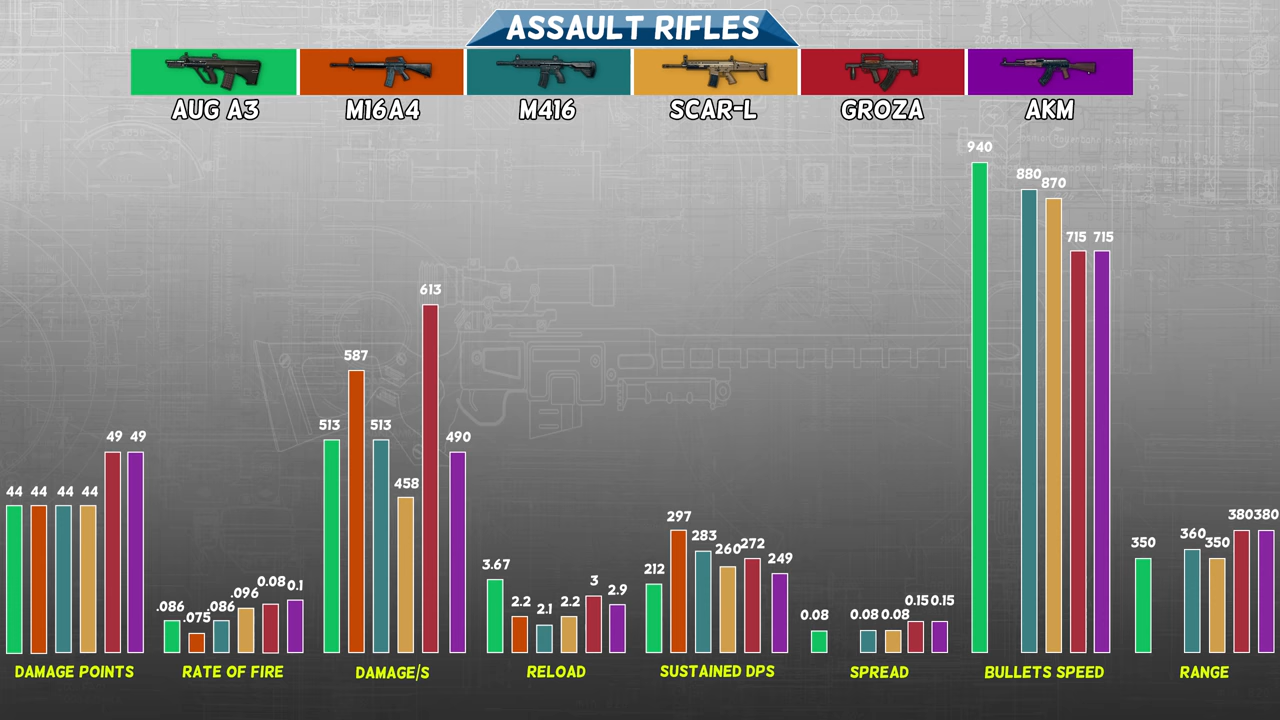 ASSAULT RIFLES
AUG A3
M16A4
M416
SCAR-L
GROZA
AKM
44 44 44 44 49 49
.086 .075 .086 .096 0.08 0.1
513 587 513 458 613 490
3.67 2.2 2.1 2.2 3 2.9
212 297 283 260 272 249
0.08 0.08 0.08 0.15 0.15
940 880 870 715 715
350 360 350 380 380
DAMAGE POINTS
RATE OF FIRE
DAMAGE/S
RELOAD
SUSTAINED DPS
SPREAD
BULLETS SPEED
RANGE